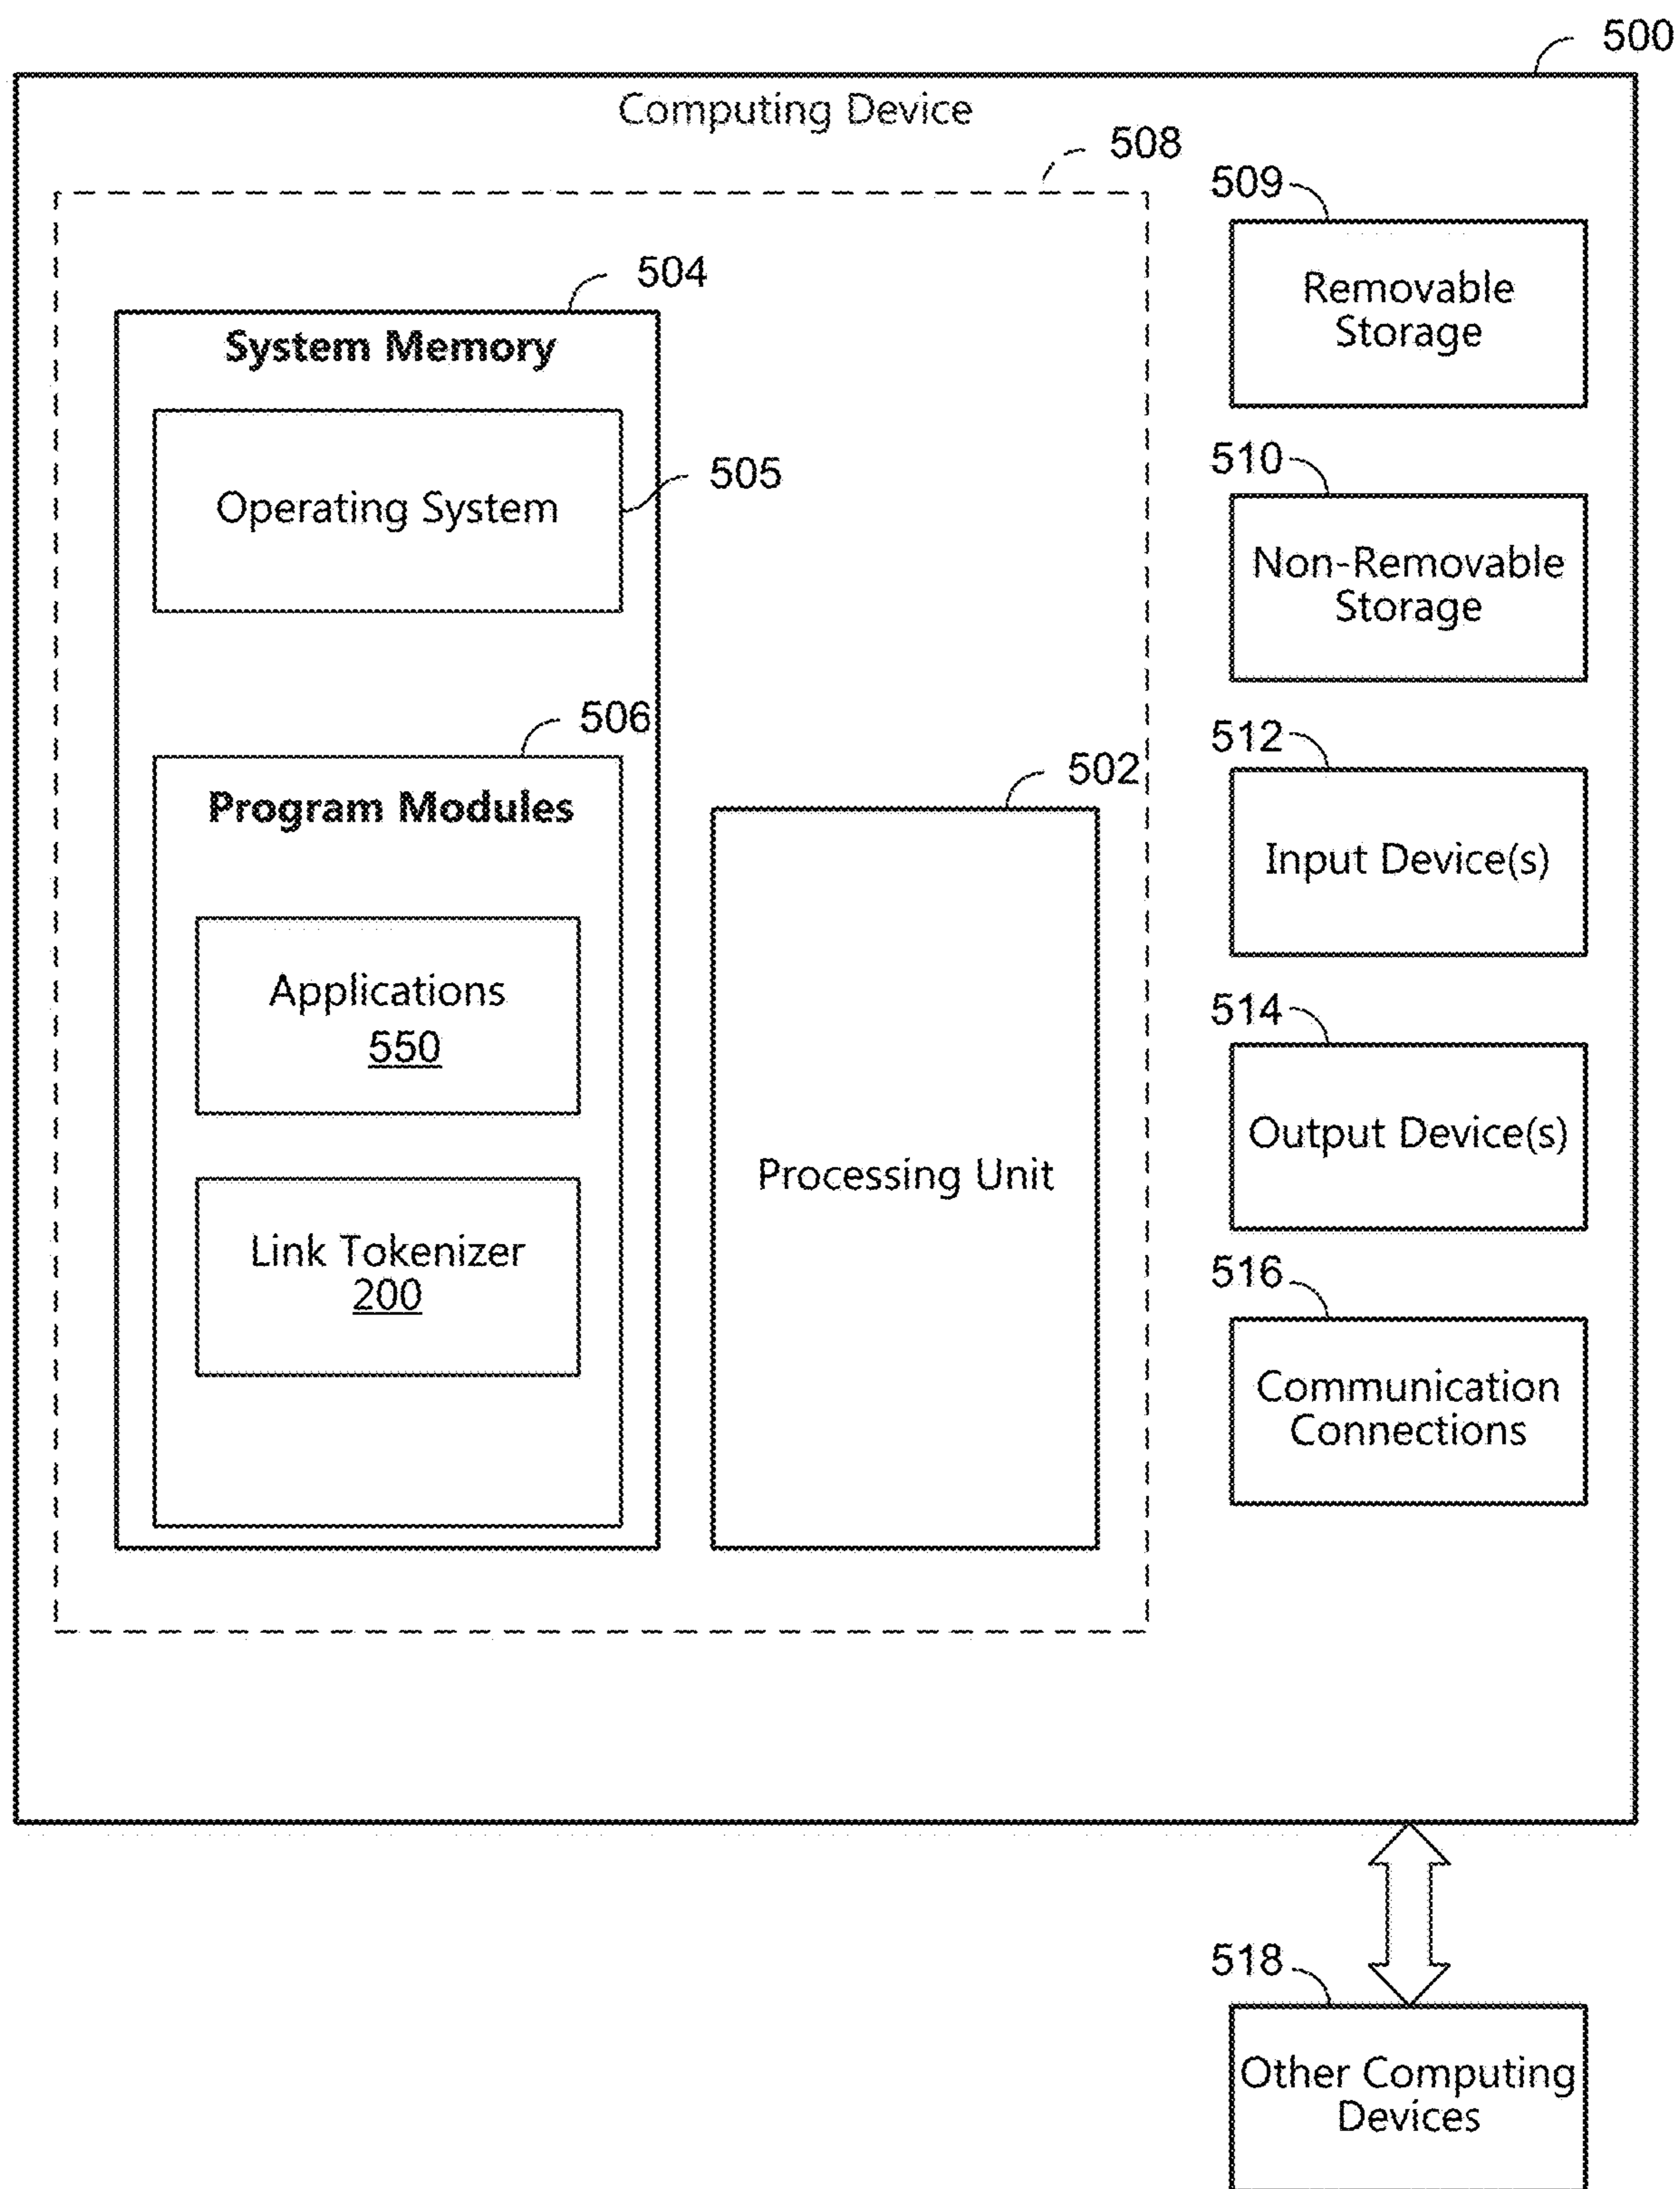 500
Computing Device
508
504
System Memory
Operating System
505
506
Program Modules
Applications
550
Link Tokenizer
200
502
Processing Unit
509
Removable
Storage
510
Non-Removable
Storage
512
Input Device(s)
514
Output Device(s)
516
Communication
Connections
518
Other Computing
Devices